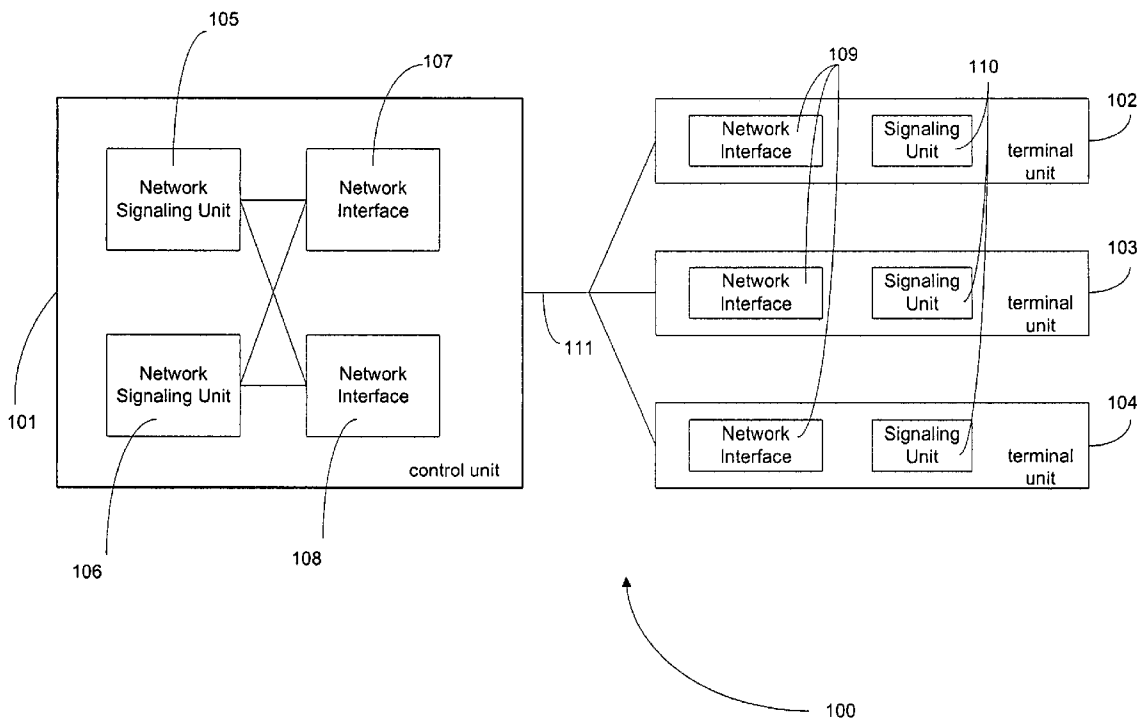 105
107
109
110
102
Network
Signaling Unit
Network
Interface
Network
Interface
Signaling
Unit
terminal
unit
103
Network
Interface
Signaling
Unit
terminal
unit
111
101
Network
Signaling Unit
Network
Interface
104
Network
Interface
Signaling
Unit
terminal
unit
control unit
106
108
100